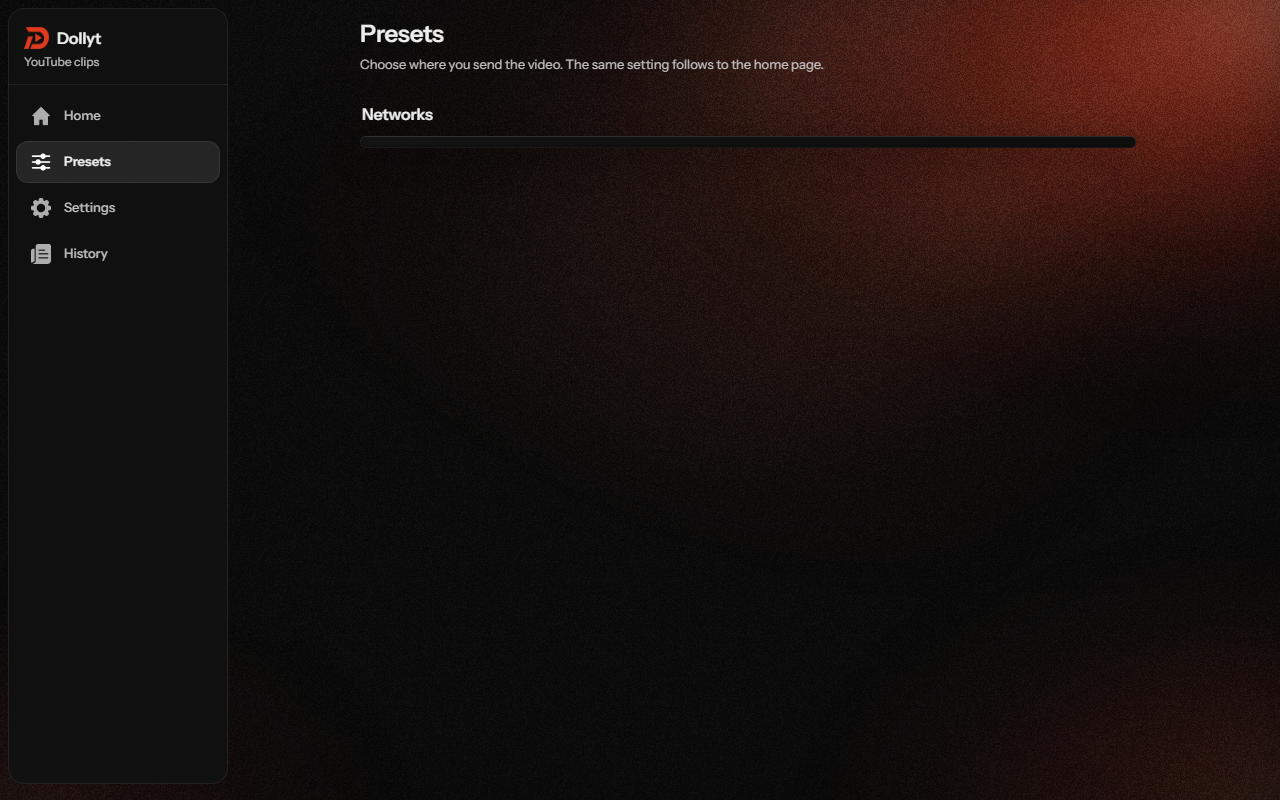 Dollyt
YouTube clips
Home
Presets
Settings
History
Presets
Choose where you send the video. The same setting follows to the home page.
Networks